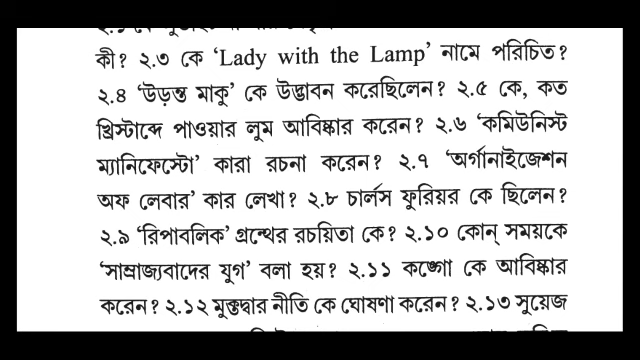 কী? ২.৩ কে ‘Lady with the Lamp’ নামে পরিচিত?
২.৪ ‘উড়ন্ত মাকু’ কে উদ্ভাবন করেছিলেন? ২.৫ কে, কত
খ্রিস্টাব্দে পাওয়ার লুম আবিষ্কার করেন? ২.৬ ‘কমিউনিস্ট
ম্যানিফেস্টো’ কারা রচনা করেন? ২.৭ ‘অর্গানাইজেশন
অফ লেবার’ কার লেখা? ২.৮ চার্লস ফুরিয়র কে ছিলেন?
২.৯ ‘রিপাবলিক’ গ্রন্থের রচয়িতা কে? ২.১০ কোন্ সময়কে
‘সাম্রাজ্যবাদের যুগ’ বলা হয়? ২.১১ কঙ্গো কে আবিষ্কার
করেন? ২.১২ মুক্তদ্বার নীতি কে ঘোষণা করেন? ২.১৩ সুয়েজ